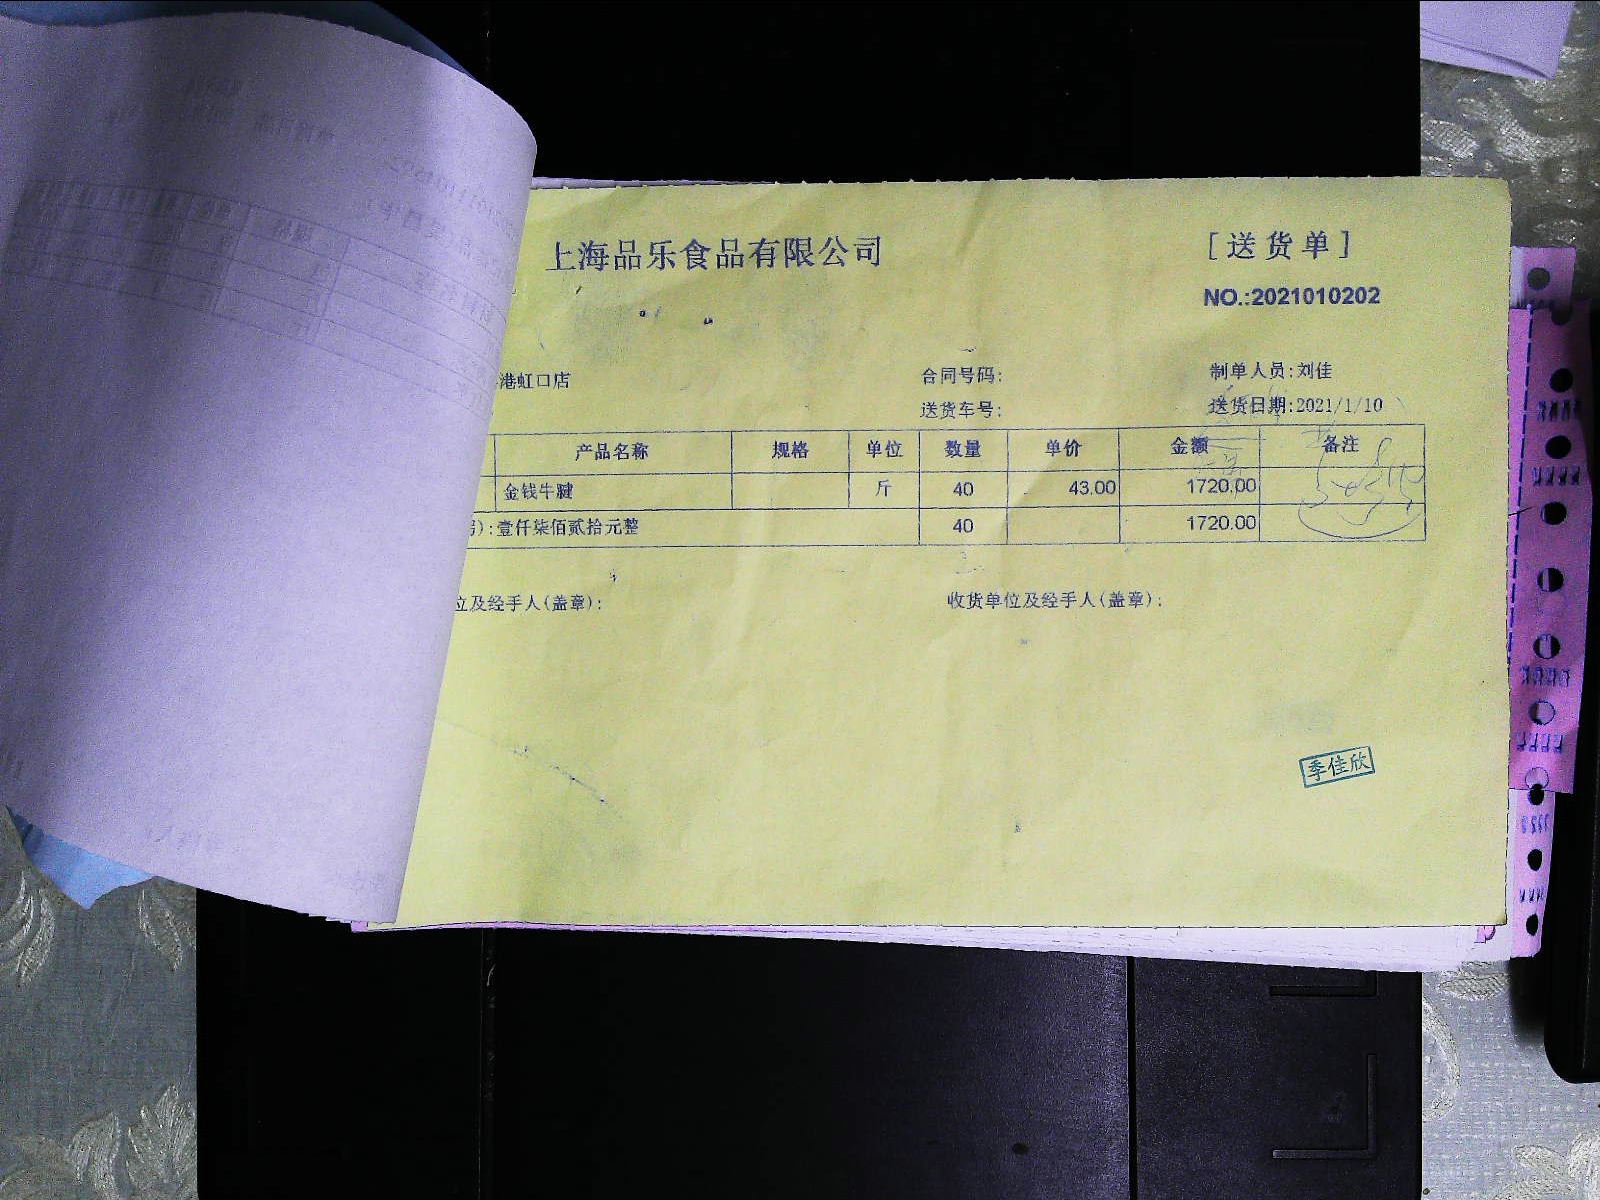 上海品乐食品有限公司
[送货单]
NO.:2021010202
港虹口店 合同号码: 制单人员:刘佳
送货车号: 送货日期:2021/1/10
产品名称 规格 单位 数量 单价 金额 备注
金钱牛腱 斤 40 43.00 1720.00
):壹仟柒佰贰拾元整 40 1720.00
位及经手人(盖章): 收货单位及经手人(盖章):
季佳欣